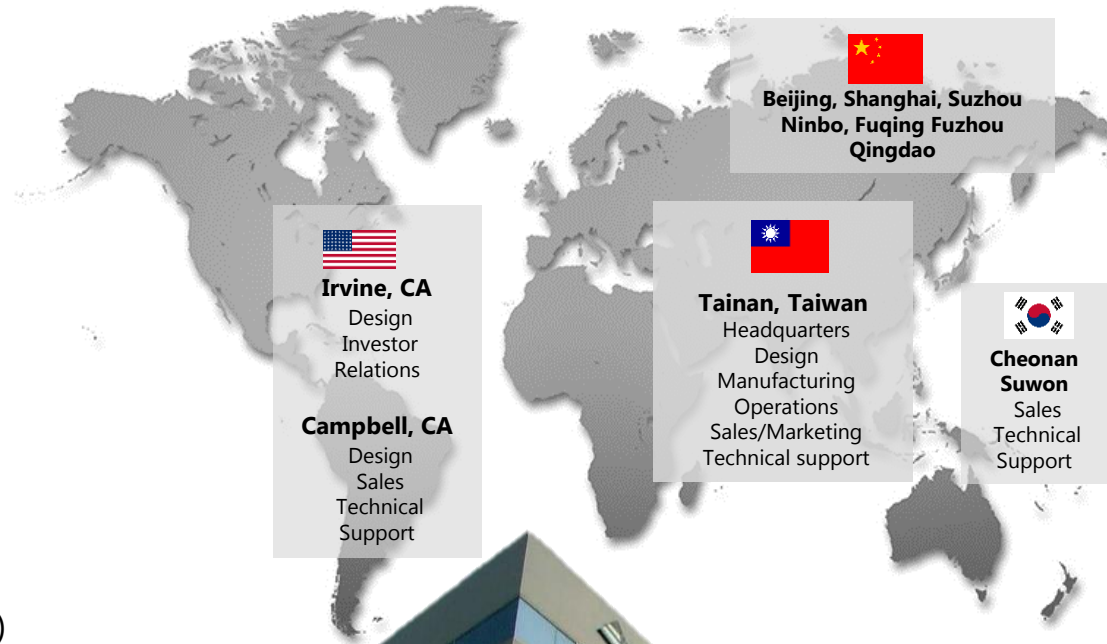 Beijing, Shanghai, Suzhou
Ninbo, Fuqing Fuzhou
Qingdao
Irvine, CA
Design
Investor
Relations
Campbell, CA
Design
Sales
Technical
Support
Tainan, Taiwan
Headquarters
Design
Manufacturing
Operations
Sales/Marketing
Technical support
Cheonan
Suwon
Sales
Technical
Support
)